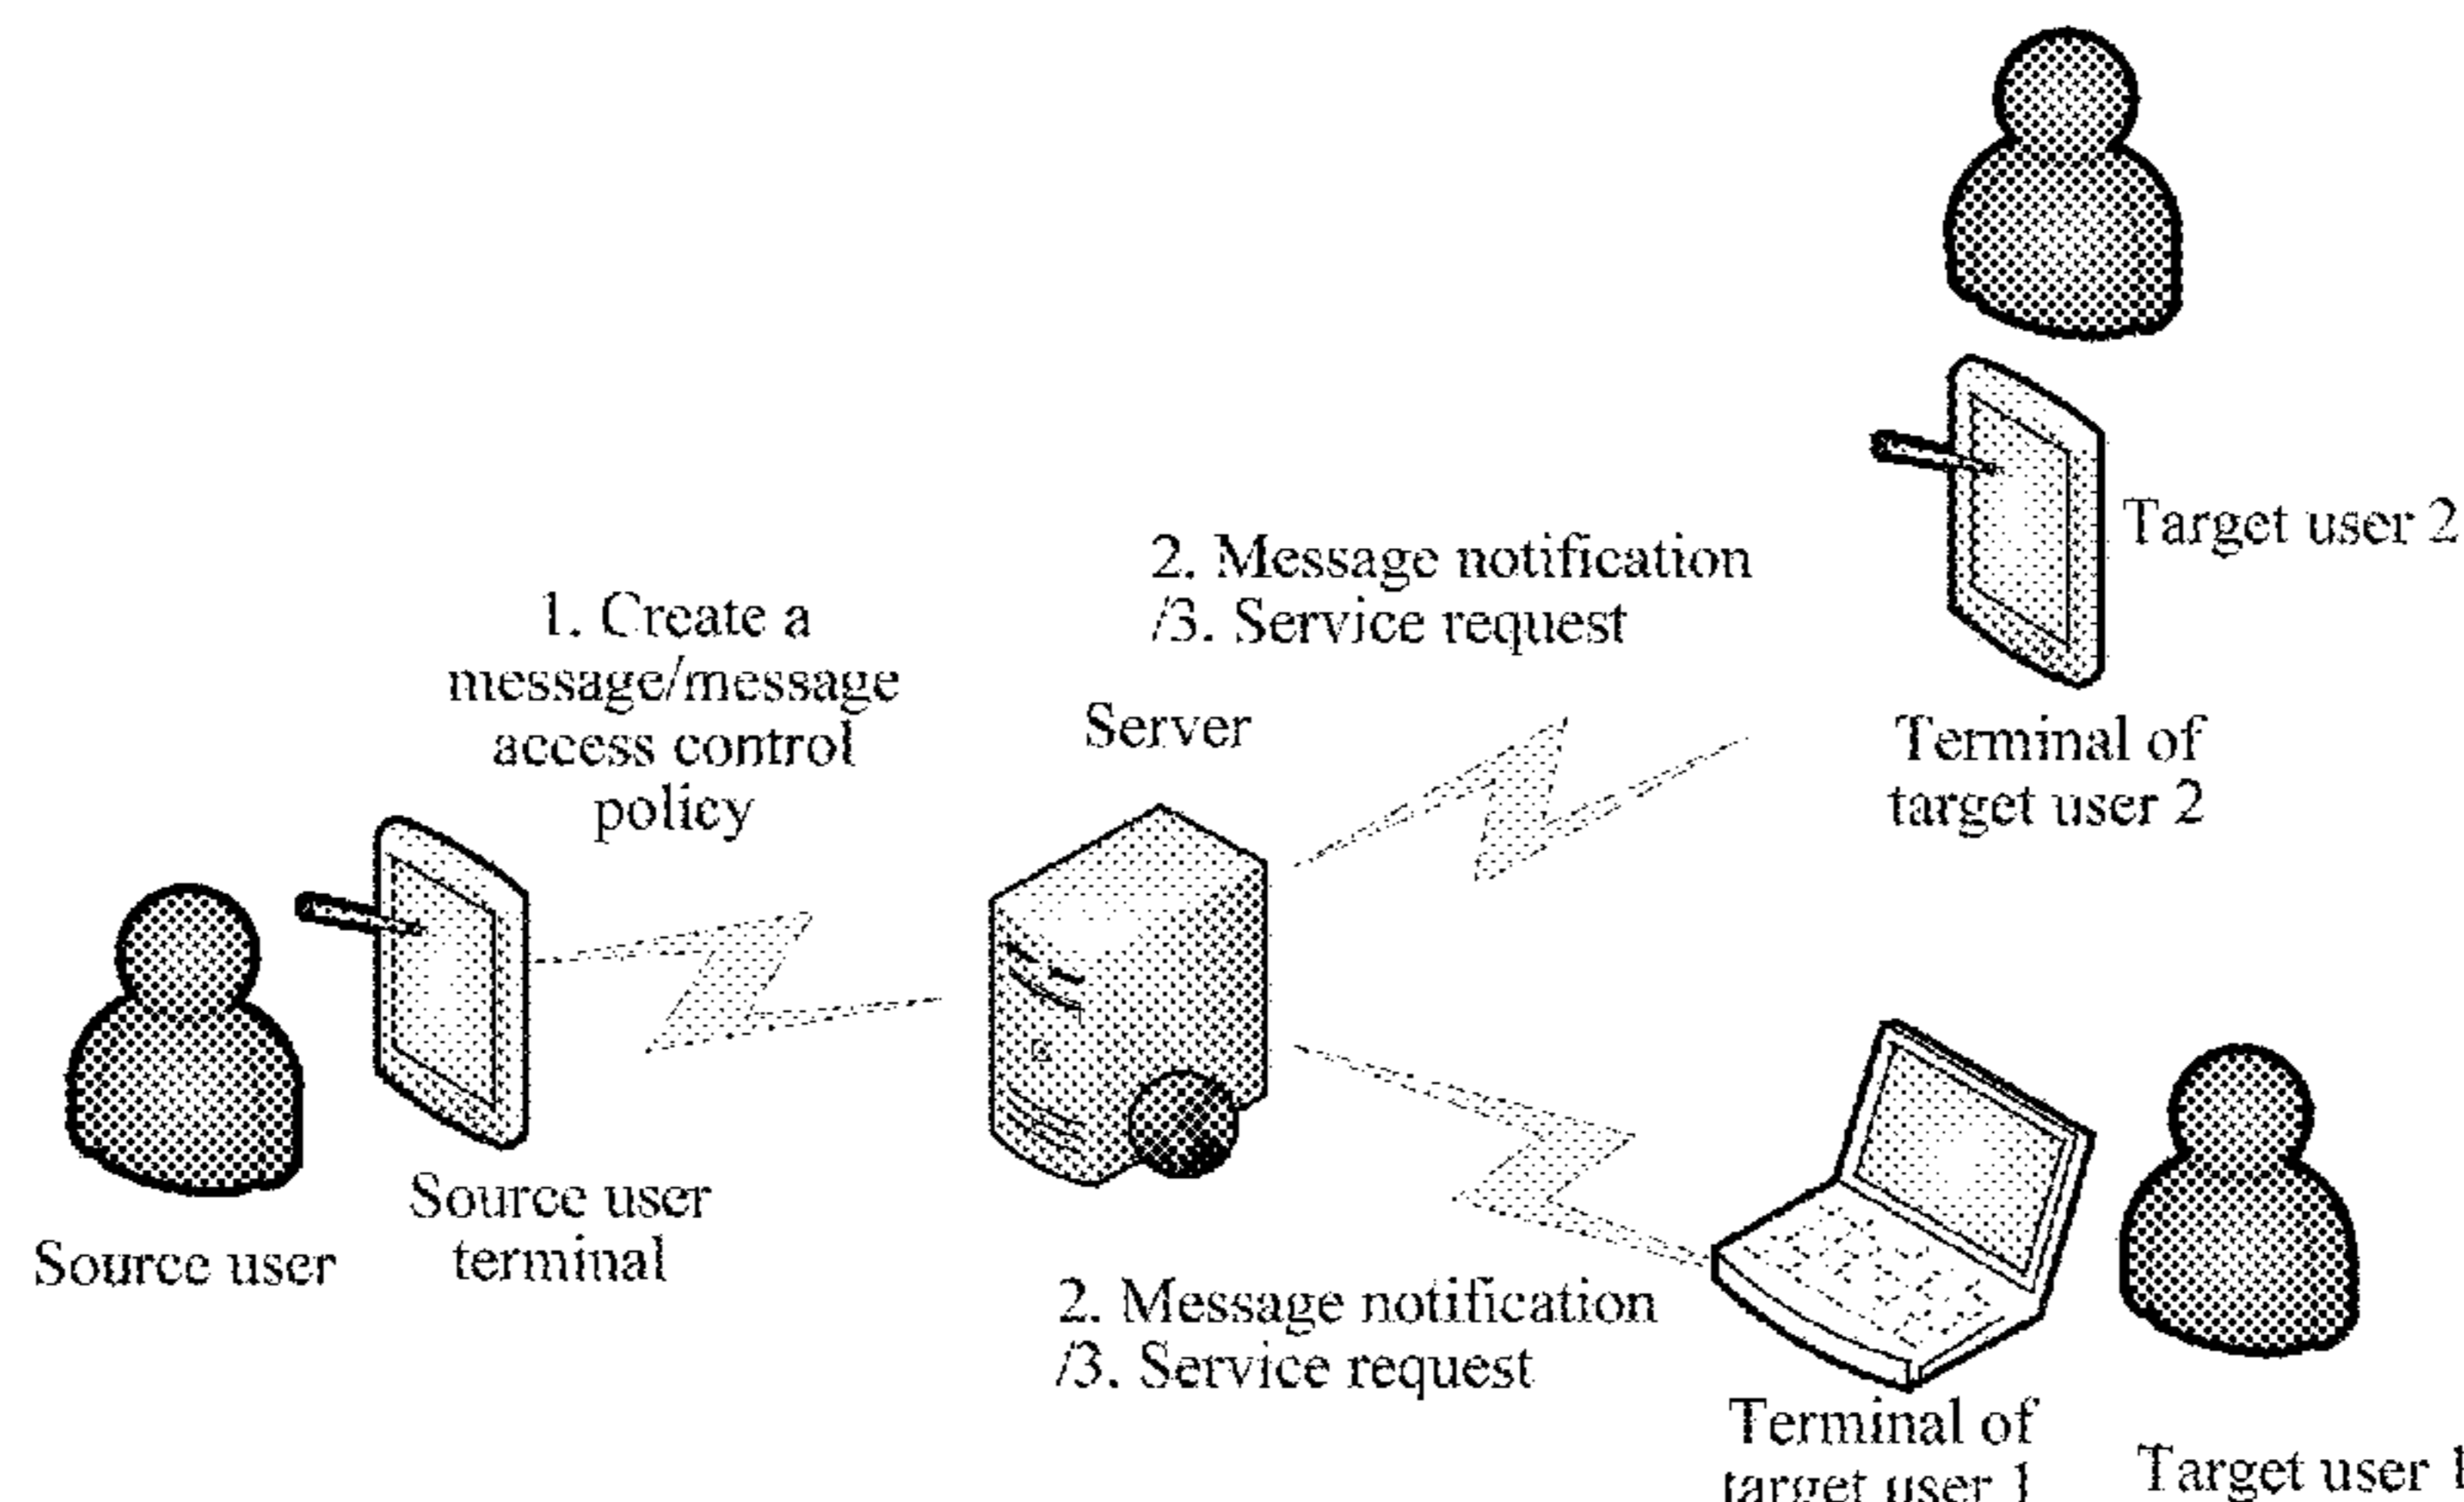 Target user 2
2. Message notification
/3. Service request
Terminal of
target user 2
1. Create a
message/message
access control
policy
Server
Source user
terminal
Source user
2. Message notification
/3. Service request
Terminal of
target user 1
Target user 1